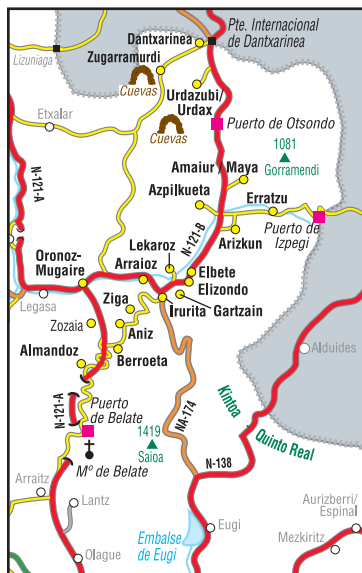 Pte. Internacional
de Dantxarinea
Dantxarinea
Lizuniaga
Zugarramurdi
Cuevas
Urdazubi/
Urdax
Etxalar
Cuevas
Puerto de Otsondo
1081
Gorramendi
N-121-A
Amaiur / Maya
Azpilkueta
Erratzu
N-121-B
Puerto de
Izpegi
Arizkun
Lekaroz
Oronoz-
Mugaire
Arraioz
Elbete
Elizondo
Legasa
Ziga
Irurita
Gartzain
Zozaia
Aniz
Almandoz
Berroeta
Alduides
N-121-A
Puerto
de Belate
NA-174
Kintoa
Quinto Real
1419
Saioa
Mº de Belate
N-138
Arraitz
Lantz
Aurizberri/
Espinal
Embalse
de Eugi
Eugi
Mezkiritz
Olague